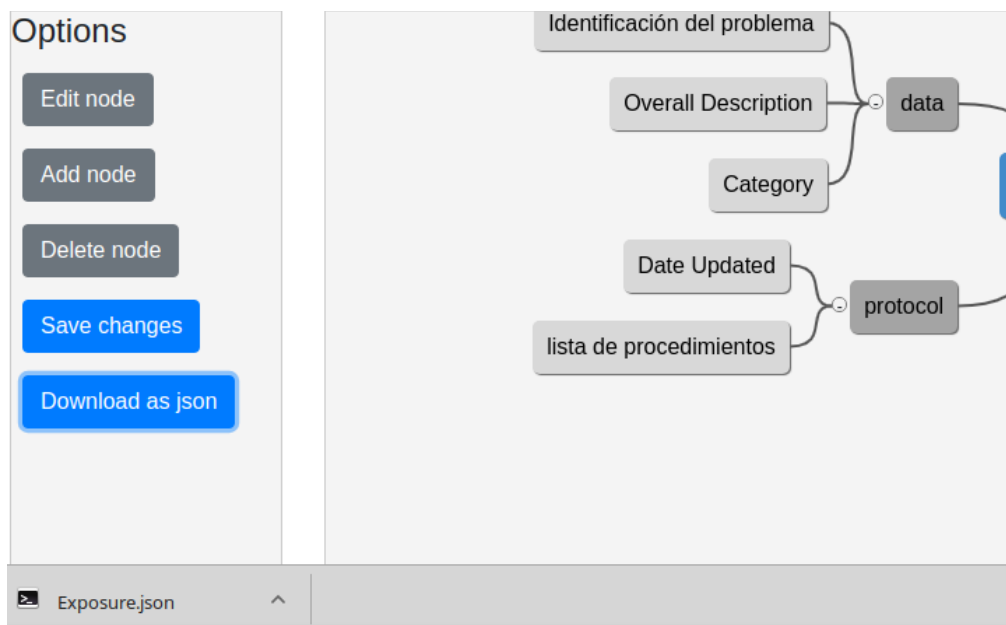 Options
Edit node
Add node
Delete node
Save changes
Download as json
Identificación del problema
Overall Description
Category
data
Date Updated
lista de procedimientos
protocol
Exposure.json